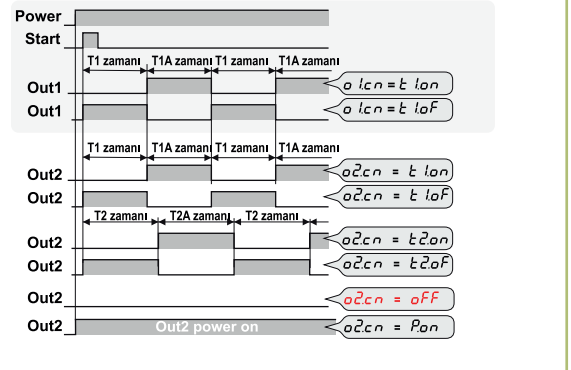 Power
Start
T1 zamanı T1A zamanı T1 zamanı T1A zamanı
Out1 o1.cn = t1.on
Out1 o1.cn = t1.oF
T1 zamanı T1A zamanı T1 zamanı T1A zamanı
Out2 o2.cn = t1.on
Out2 o2.cn = t1.oF
T2 zamanı T2A zamanı T2 zamanı
Out2 o2.cn = t2.on
Out2 o2.cn = t2.oF
Out2 o2.cn = oFF
Out2 Out2 power on o2.cn = P.on